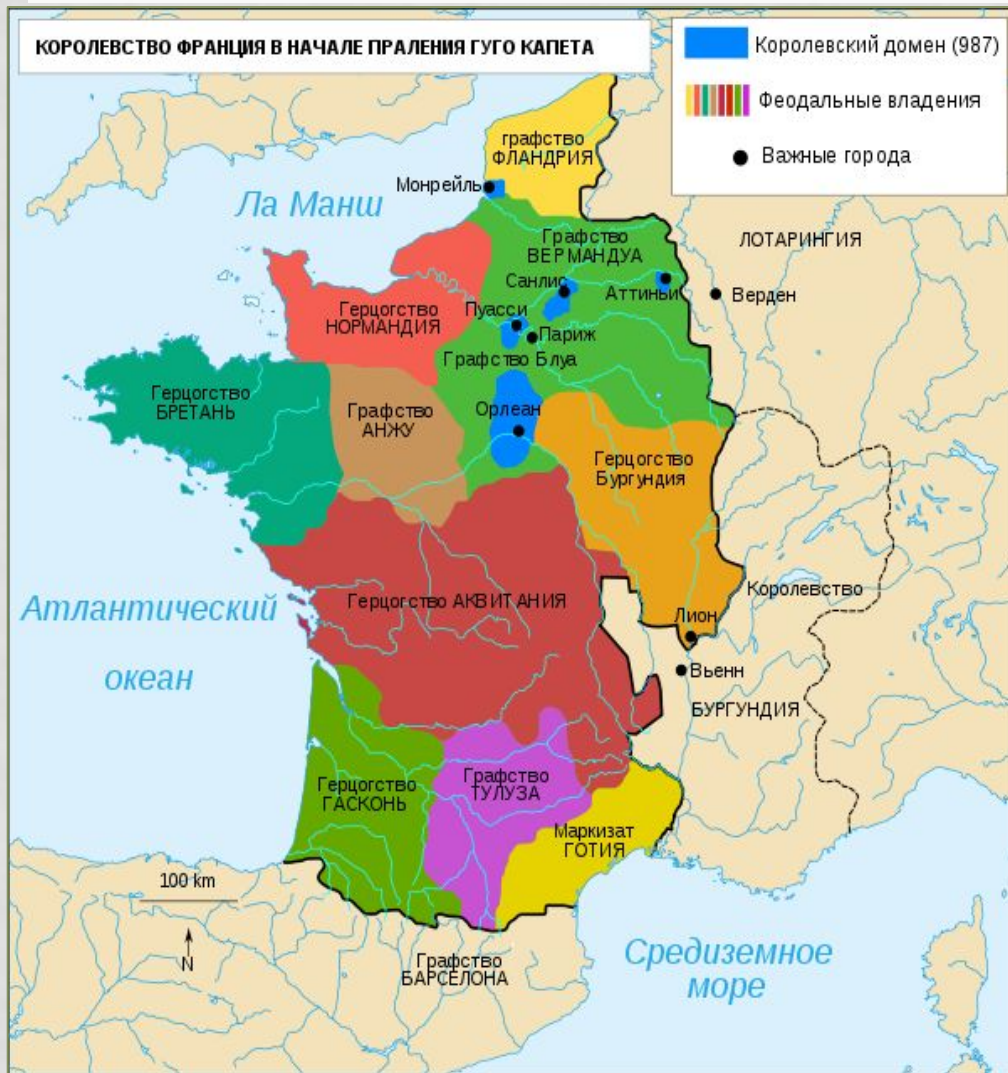 КОРОЛЕВСТВО ФРАНЦИЯ В НАЧАЛЕ ПРАЛЕНИЯ ГУГО КАПЕТА
Королевский домен (987)
Феодальные владения
Важные города
графство
ФЛАНДРИЯ
Монрейль
Ла Манш
Графство
ВЕРМАНДУА
ЛОТАРИНГИЯ
Санлис
Аттиньи
Верден
Герцогство
НОРМАНДИЯ
Пуасси
Париж
Графство Блуа
Герцогство
БРЕТАНЬ
Графство
АНЖУ
Орлеан
Герцогство
Бургундия
Атлантический
океан
Герцогство АКВИТАНИЯ
Королевство
Лион
Вьенн
БУРГУНДИЯ
Герцогство
ГАСКОНЬ
Графство
ТУЛУЗА
Маркизат
ГОТИЯ
100 km
N
Графство
БАРСЕЛОНА
Средиземное
море